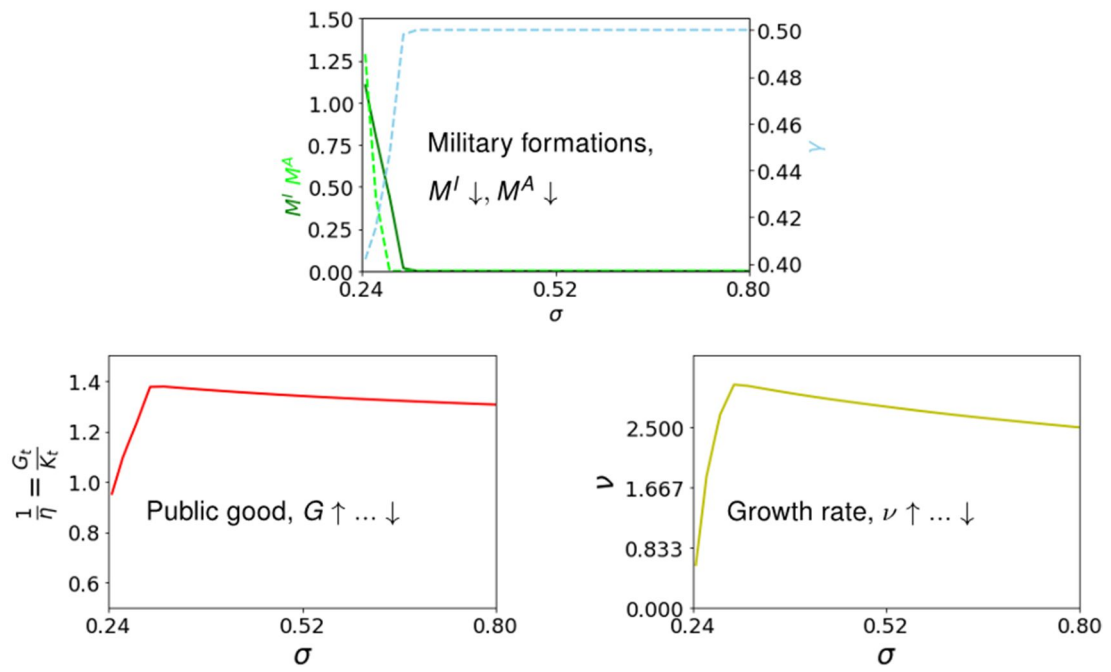 1.50
1.25
1.00
0.75
0.50
0.25
0.00
M^I M^A
0.50
0.48
0.46
0.44
0.42
0.40
γ
Military formations,
M^I ↓, M^A ↓
0.24 0.52 0.80
σ
1.4
1.2
1.0
0.8
0.6
1/η = G_t/K_t
Public good, G ↑ ... ↓
0.24 0.52 0.80
σ
2.500
1.667
0.833
0.000
ν
Growth rate, ν ↑ ... ↓
0.24 0.52 0.80
σ